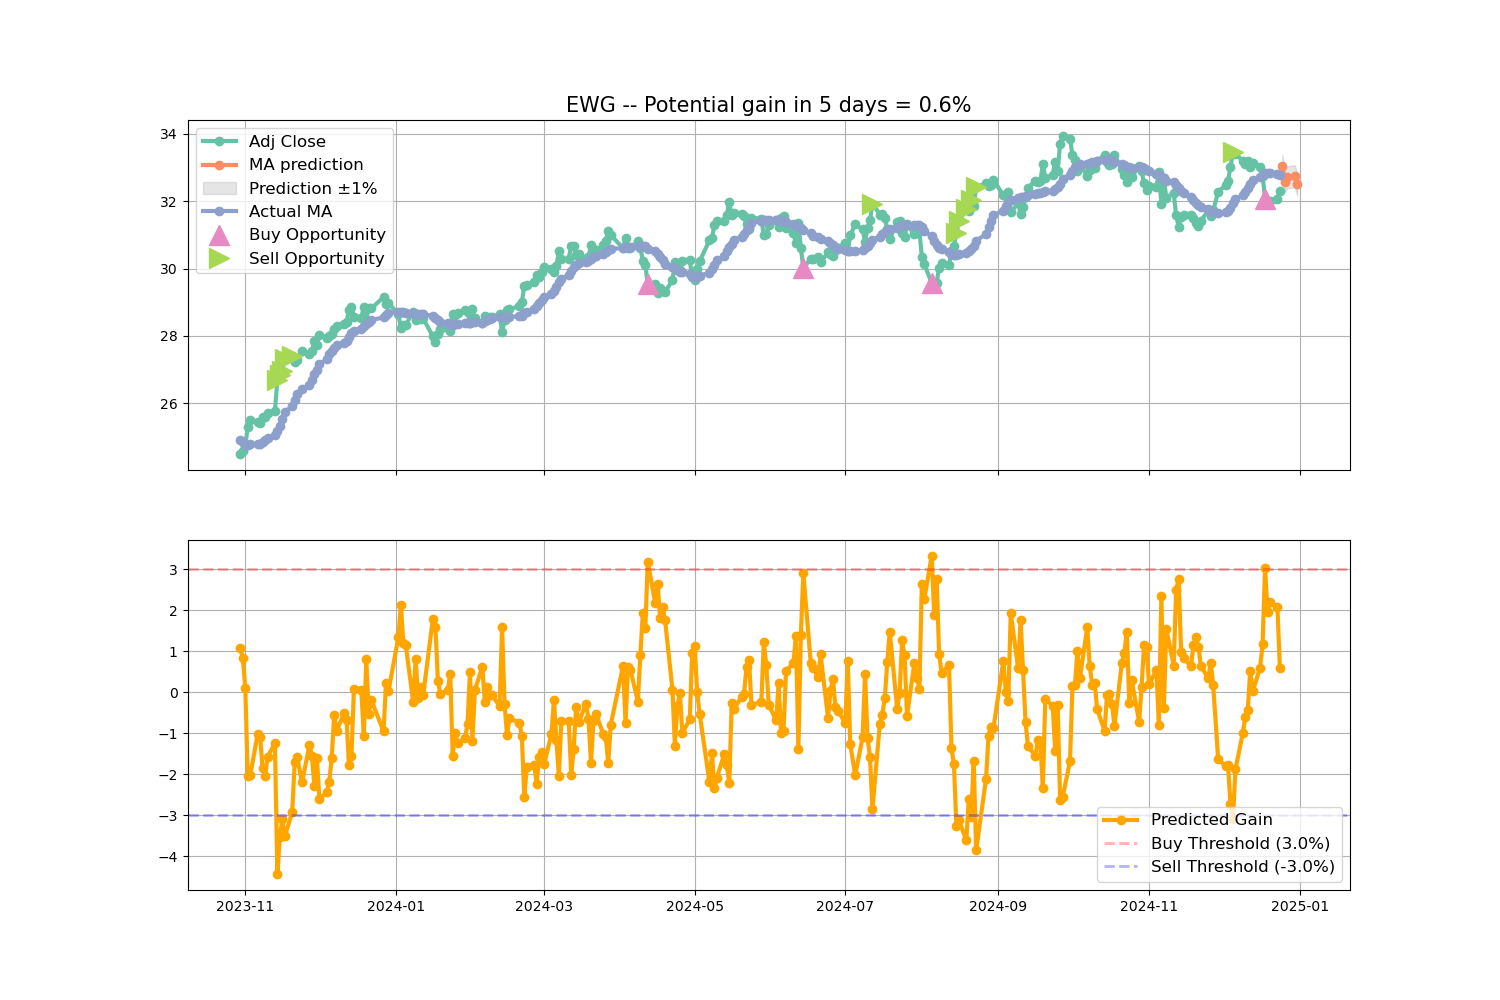 EWG -- Potential gain in 5 days = 0.6%
34
32
30
28
26
Adj Close
MA prediction
Prediction ±1%
Actual MA
Buy Opportunity
Sell Opportunity
3
2
1
0
−1
−2
−3
−4
Predicted Gain
Buy Threshold (3.0%)
Sell Threshold (-3.0%)
2023-11
2024-01
2024-03
2024-05
2024-07
2024-09
2024-11
2025-01